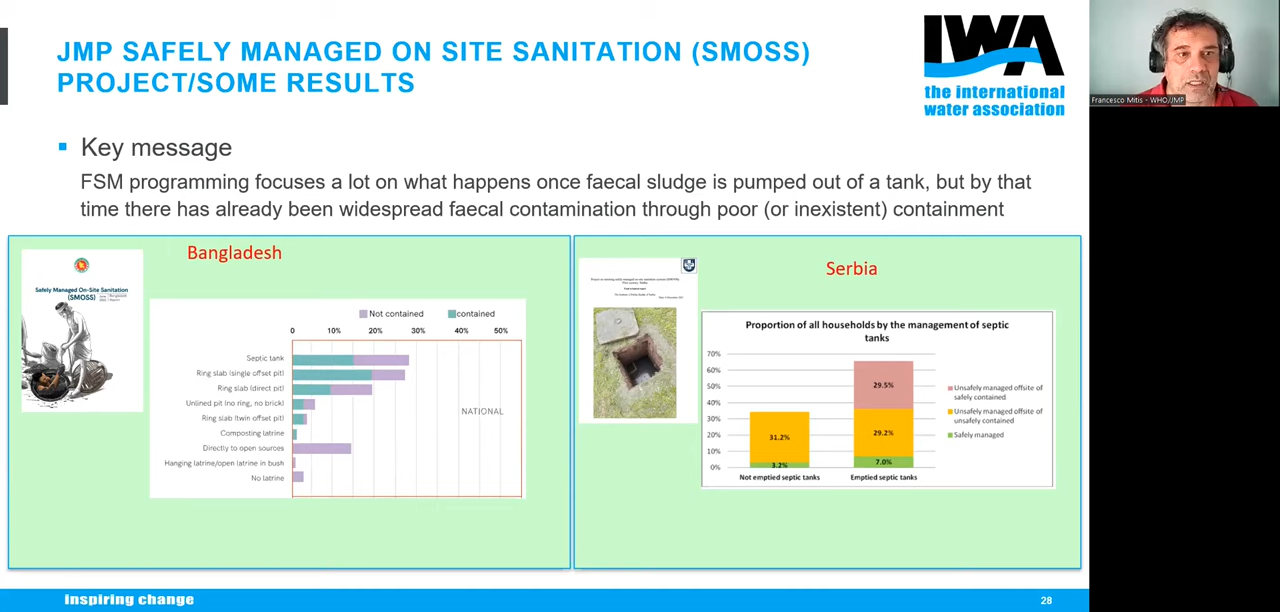 JMP SAFELY MANAGED ON SITE SANITATION (SMOSS)
PROJECT/SOME RESULTS
IWA
the international
water association
Francesco Mitis - WHO/JMP
Key message
FSM programming focuses a lot on what happens once faecal sludge is pumped out of a tank, but by that
time there has already been widespread faecal contamination through poor (or inexistent) containment
Bangladesh
Safely Managed On-Site Sanitation
(SMOSS)
Not contained
contained
0 10% 20% 30% 40% 50%
Septic tank
Ring slab (single offset pit)
Ring slab (direct pit)
Unlined pit (no ring, no brick)
Ring slab (twin offset pit)
Composting latrine
Directly to open sources
Hanging latrine/open latrine in bush
No latrine
NATIONAL
Serbia
Proportion of all households by the management of septic
tanks
70%
60%
50%
40%
30%
20%
10%
0%
31.2%
3.2%
29.5%
29.2%
7.0%
Not emptied septic tanks
Emptied septic tanks
Unsafely managed offsite of
safely contained
Unsafely managed offsite of
unsafely contained
Safely managed
inspiring change
28